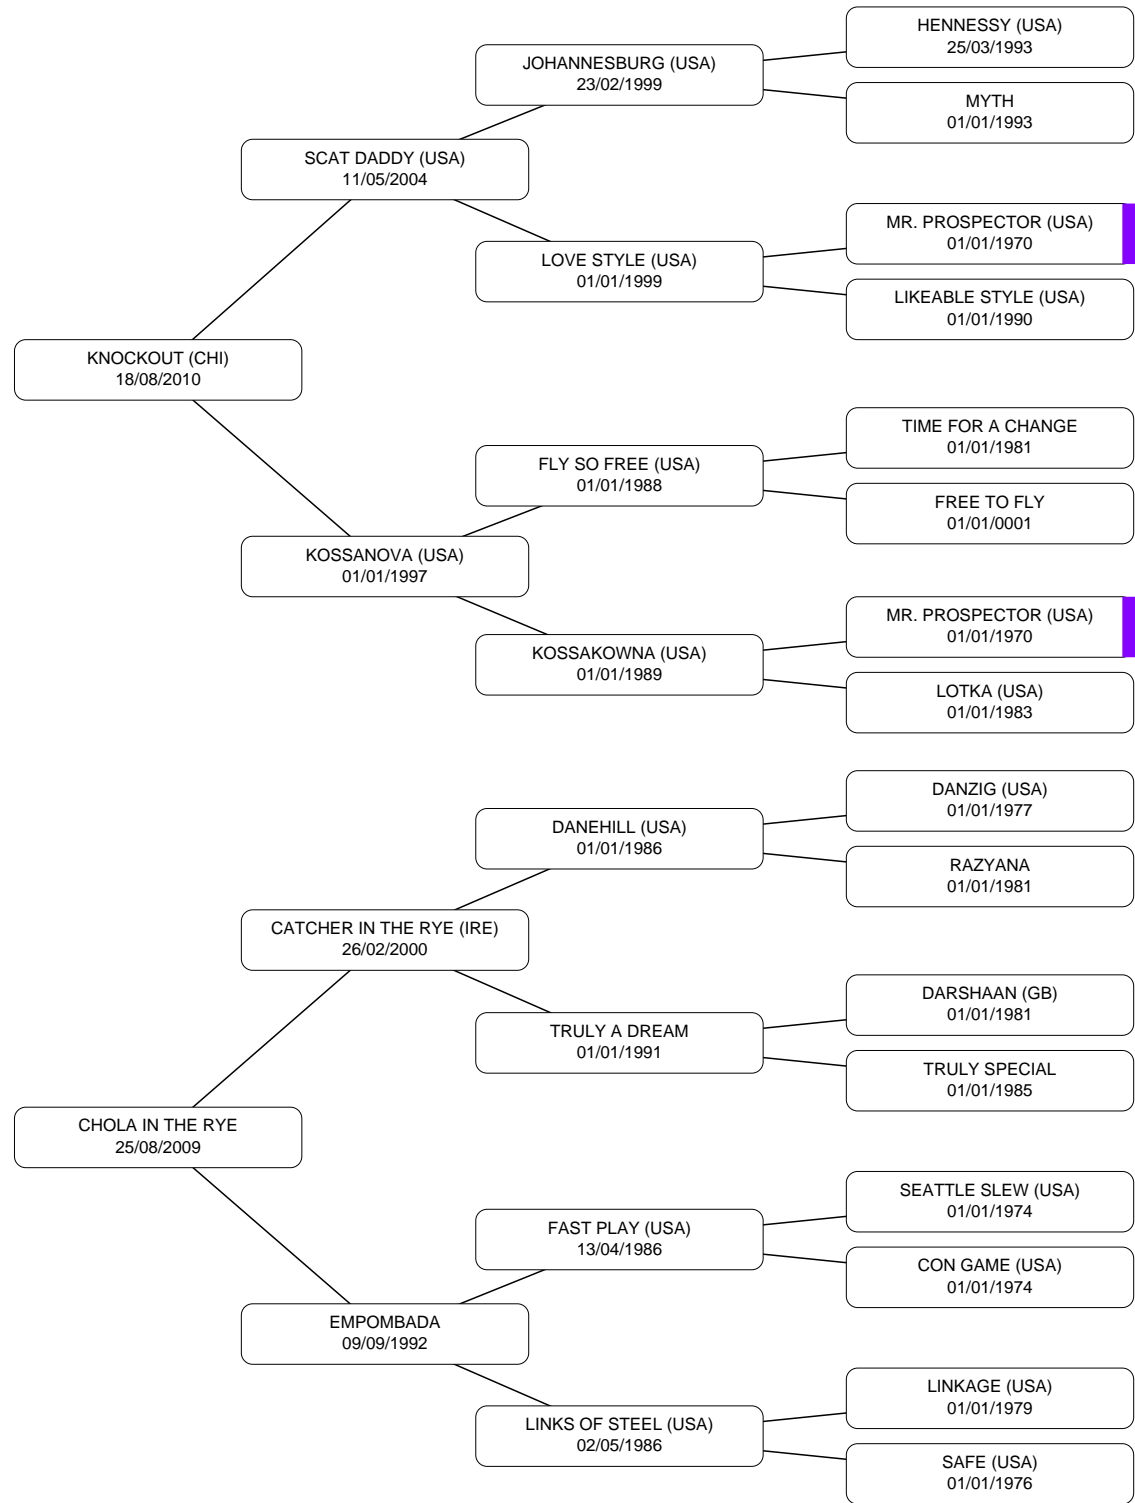 HENNESSY (USA)
25/03/1993
JOHANNESBURG (USA)
23/02/1999
MYTH
01/01/1993
SCAT DADDY (USA)
11/05/2004
MR. PROSPECTOR (USA)
01/01/1970
LOVE STYLE (USA)
01/01/1999
LIKEABLE STYLE (USA)
01/01/1990
KNOCKOUT (CHI)
18/08/2010
TIME FOR A CHANGE
01/01/1981
FLY SO FREE (USA)
01/01/1988
FREE TO FLY
01/01/0001
KOSSANOVA (USA)
01/01/1997
MR. PROSPECTOR (USA)
01/01/1970
KOSSAKOWNA (USA)
01/01/1989
LOTKA (USA)
01/01/1983
DANZIG (USA)
01/01/1977
DANEHILL (USA)
01/01/1986
RAZYANA
01/01/1981
CATCHER IN THE RYE (IRE)
26/02/2000
DARSHAAN (GB)
01/01/1981
TRULY A DREAM
01/01/1991
TRULY SPECIAL
01/01/1985
CHOLA IN THE RYE
25/08/2009
SEATTLE SLEW (USA)
01/01/1974
FAST PLAY (USA)
13/04/1986
CON GAME (USA)
01/01/1974
EMPOMBADA
09/09/1992
LINKAGE (USA)
01/01/1979
LINKS OF STEEL (USA)
02/05/1986
SAFE (USA)
01/01/1976